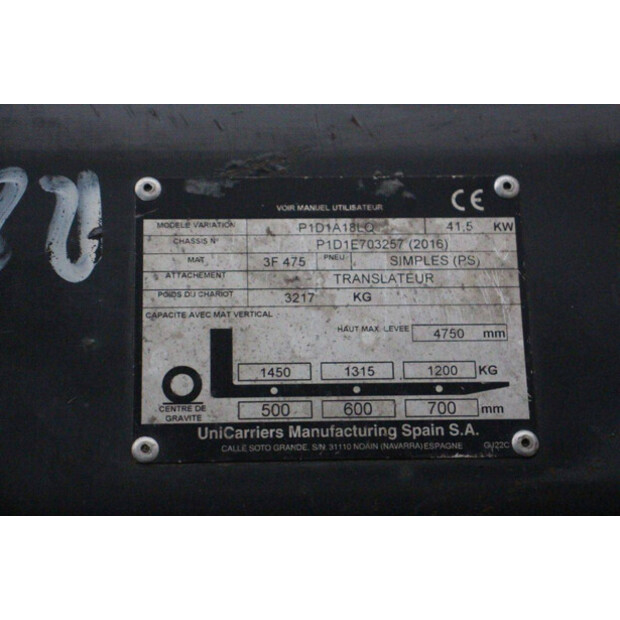 VOIR MANUEL UTILISATEUR CE
MODELE VARIATION P1D1A18LQ 41.5 KW
CHASSIS N° P1D1E703257 (2016)
MAT 3F 475 PNEU SIMPLES (PS)
ATTACHEMENT TRANSLATEUR
POIDS DU CHARIOT 3217 KG
CAPACITE AVEC MAT VERTICAL
HAUT MAX. LEVEE 4750 mm
1450 1315 1200 KG
CENTRE DE GRAVITE 500 600 700 mm
UniCarriers Manufacturing Spain S.A.
CALLE SOTO GRANDE, S/N 31110 NOÁIN (NAVARRA) ESPAGNE GJ22C